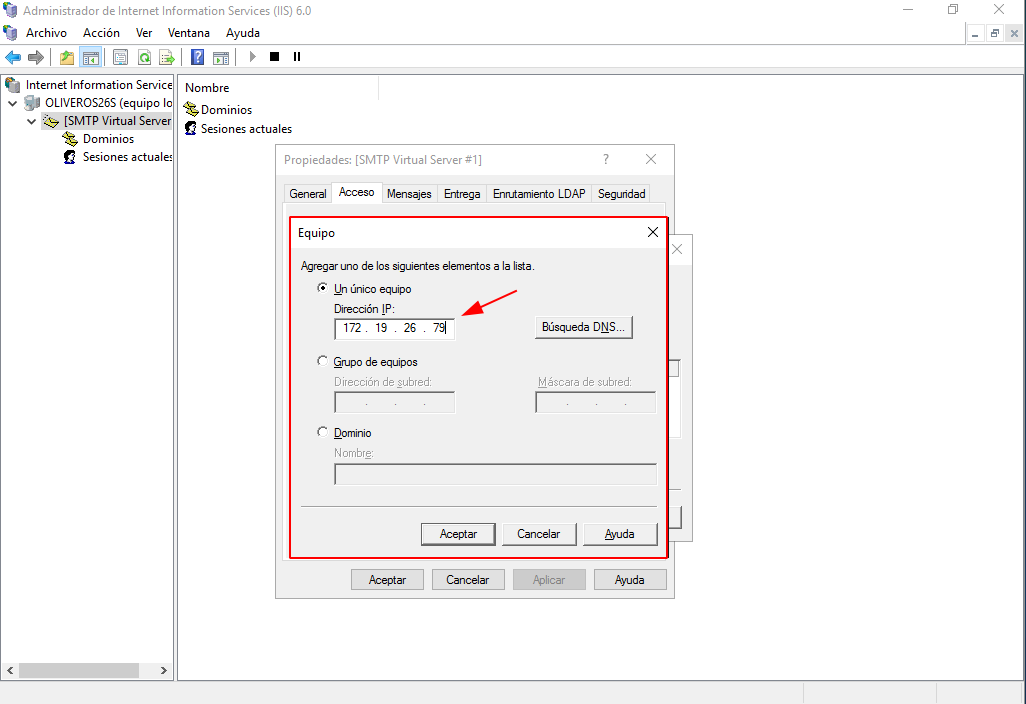 Administrador de Internet Information Services (IIS) 6.0
Archivo Acción Ver Ventana Ayuda
Internet Information Service
OLIVEROS26S (equipo lo
[SMTP Virtual Server
Dominios
Sesiones actuales
Nombre
Dominios
Sesiones actuales
Propiedades: [SMTP Virtual Server #1]
General Acceso Mensajes Entrega Enrutamiento LDAP Seguridad
Equipo
Agregar uno de los siguientes elementos a la lista.
Un único equipo
Dirección IP:
172 . 19 . 26 . 79
Búsqueda DNS...
Grupo de equipos
Dirección de subred: Máscara de subred:
Dominio
Nombre:
Aceptar Cancelar Ayuda
Aceptar Cancelar Aplicar Ayuda